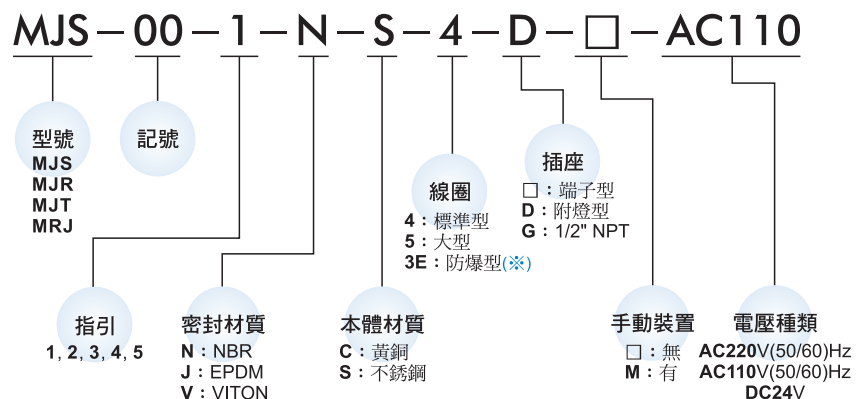 MJS－00－1－N－S－4－D－□－AC110
型號
MJS
MJR
MJT
MRJ
記號
線圈
4：標準型
5：大型
3E：防爆型(※)
插座
□：端子型
D：附燈型
G：1/2" NPT
指引
1, 2, 3, 4, 5
密封材質
N：NBR
J：EPDM
V：VITON
本體材質
C：黃銅
S：不銹鋼
手動裝置
□：無
M：有
電壓種類
AC220V(50/60)Hz
AC110V(50/60)Hz
DC24V